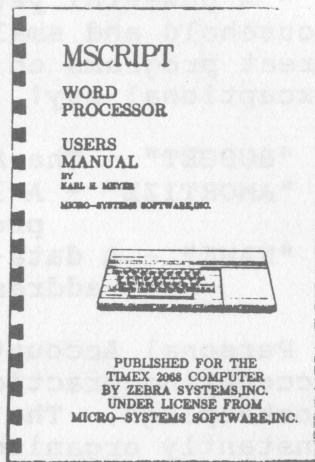 MSCRIPT
WORD
PROCESSOR
USERS
MANUAL
BY
KARL H. MEYER
MICRO-SYSTEMS SOFTWARE,INC.
PUBLISHED FOR THE
TIMEX 2068 COMPUTER
BY ZEBRA SYSTEMS,INC.
UNDER LICENSE FROM
MICRO-SYSTEMS SOFTWARE,INC.